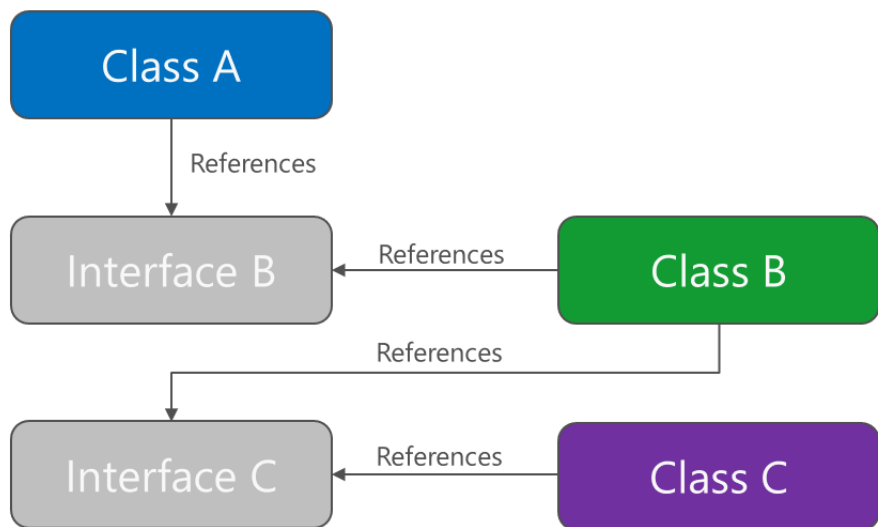 Class A
References
Interface B
References
Class B
References
Interface C
References
Class C